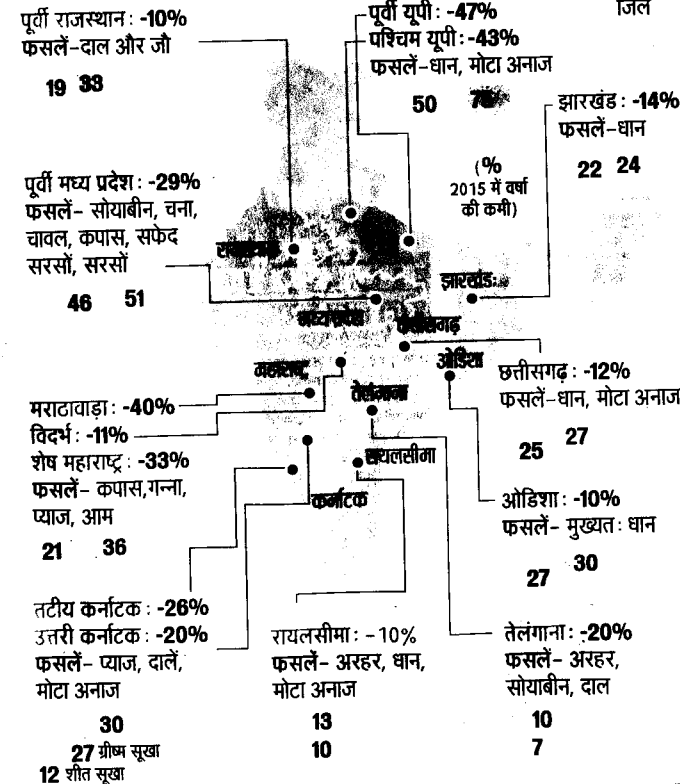 पूर्वी राजस्थान : -10%
फसलें-दाल और जौ
19 33
पूर्वी यूपी : -47%
पश्चिम यूपी : -43%
फसलें-धान, मोटा अनाज
50
जिले
झारखंड : -14%
फसलें-धान
22 24
(%
2015 में वर्षा
की कमी)
पूर्वी मध्य प्रदेश : -29%
फसलें- सोयाबीन, चना,
चावल, कपास, सफेद
सरसों, सरसों
46 51
झारखंडः
मध्यप्रदेश
छत्तीसगढ़
महाराष्ट्र
ओडिशा
तेलंगाना
छत्तीसगढ़ : -12%
फसलें-धान, मोटा अनाज
25 27
मराठावाड़ा : -40%
विदर्भ : -11%
शेष महाराष्ट्र : -33%
फसलें- कपास,गन्ना,
प्याज, आम
21 36
रायलसीमा
कर्नाटक
ओडिशा : -10%
फसलें- मुख्यतः धान
27 30
तटीय कर्नाटक : -26%
उत्तरी कर्नाटक : -20%
फसलें- प्याज, दालें,
मोटा अनाज
30
27 ग्रीष्म सूखा
12 शीत सूखा
रायलसीमा : -10%
फसलें- अरहर, धान,
मोटा अनाज
13
10
तेलंगाना : -20%
फसलें- अरहर,
सोयाबीन, दाल
10
7